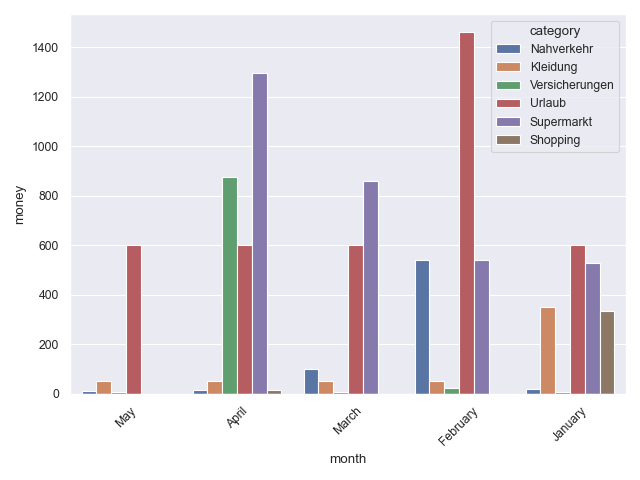 category
Nahverkehr
Kleidung
Versicherungen
Urlaub
Supermarkt
Shopping
money
1400
1200
1000
800
600
400
200
0
May
April
March
February
January
month